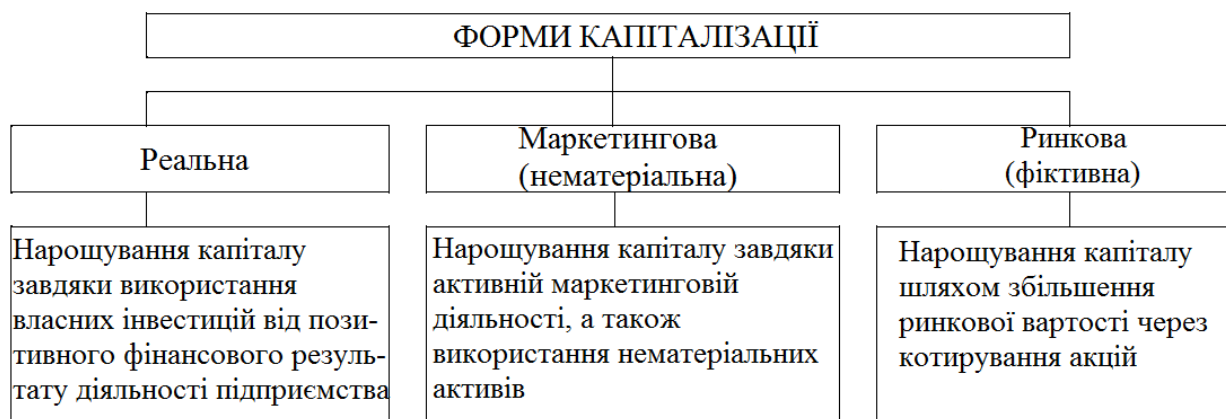 ФОРМИ КАПІТАЛІЗАЦІЇ
Реальна
Маркетингова
(нематеріальна)
Ринкова
(фіктивна)
Нарощування капіталу
завдяки використання
власних інвестицій від пози-
тивного фінансового резуль-
тату діяльності підприємства
Нарощування капіталу завдяки
активній маркетинговій
діяльності, а також
використання нематеріальних
активів
Нарощування капіталу
шляхом збільшення
ринкової вартості через
котирування акцій